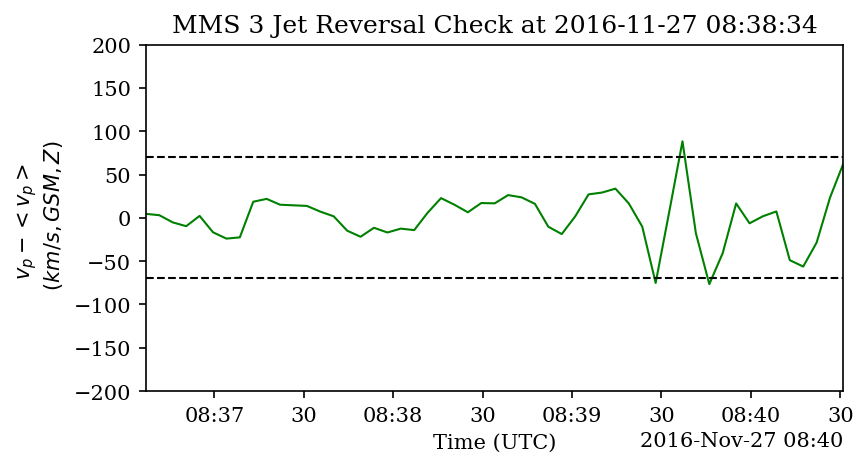 MMS 3 Jet Reversal Check at 2016-11-27 08:38:34
200
150
100
50
0
−50
−100
−150
−200
v_p − < v_p >
(km/s, GSM, Z)
08:37 30 08:38 30 08:39 30 08:40 30
Time (UTC)
2016-Nov-27 08:40